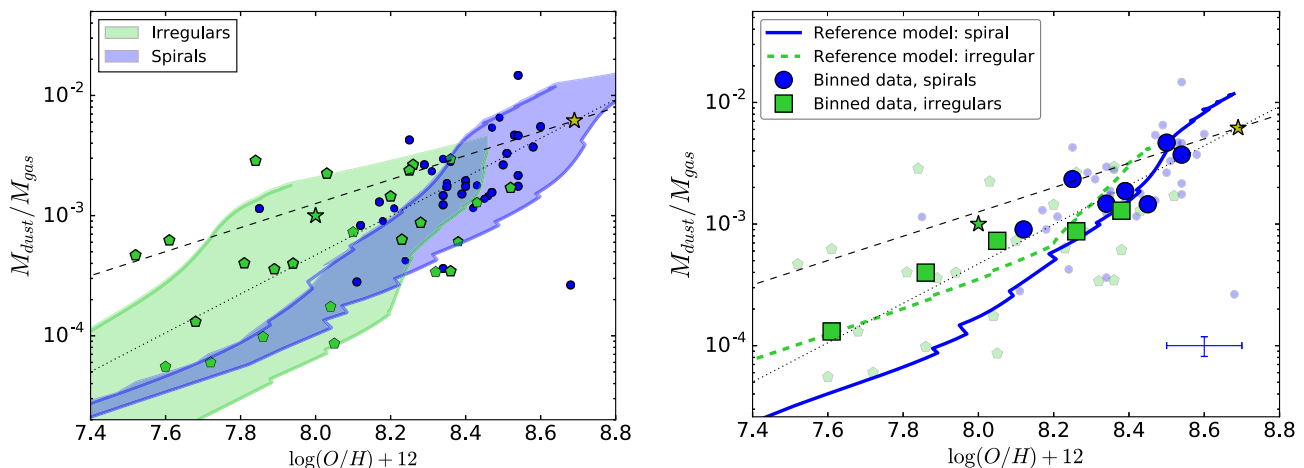 Irregulars
Spirals
M_dust/M_gas
10^-2
10^-3
10^-4
7.4 7.6 7.8 8.0 8.2 8.4 8.6 8.8
log(O/H) + 12
Reference model: spiral
Reference model: irregular
Binned data, spirals
Binned data, irregulars
M_dust/M_gas
10^-2
10^-3
10^-4
7.4 7.6 7.8 8.0 8.2 8.4 8.6 8.8
log(O/H) + 12